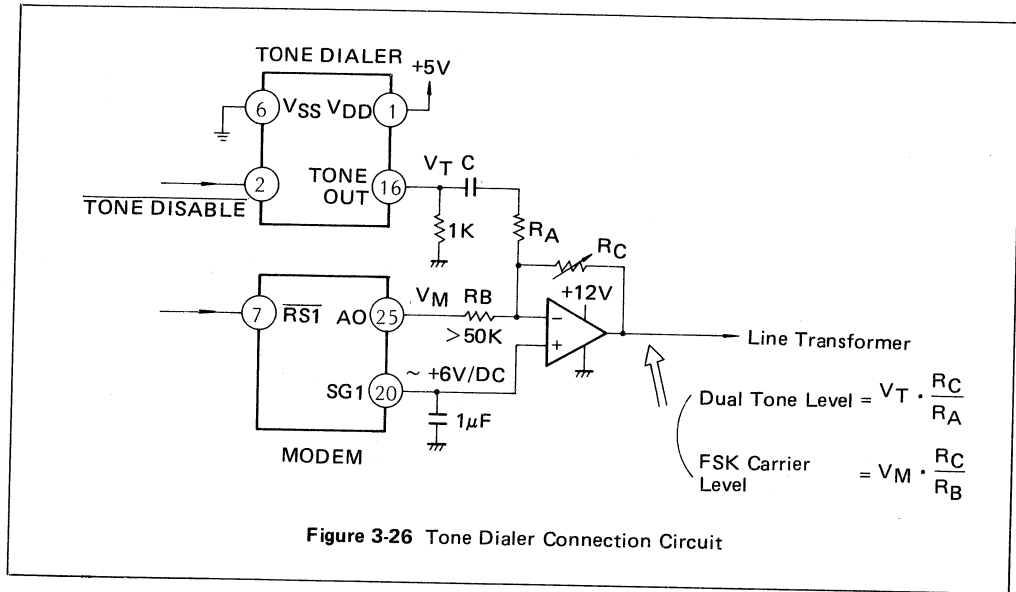 TONE DIALER
+5V
6 VSS VDD 1
2 TONE OUT 16
TONE DISABLE
VT C
1K
RA
RC
+12V
7 RS1 AO 25
VM RB
>50K
−
+
SG1 20
~ +6V/DC
1μF
MODEM
Line Transformer
Dual Tone Level = VT · RC/RA
FSK Carrier Level = VM · RC/RB
Figure 3-26 Tone Dialer Connection Circuit